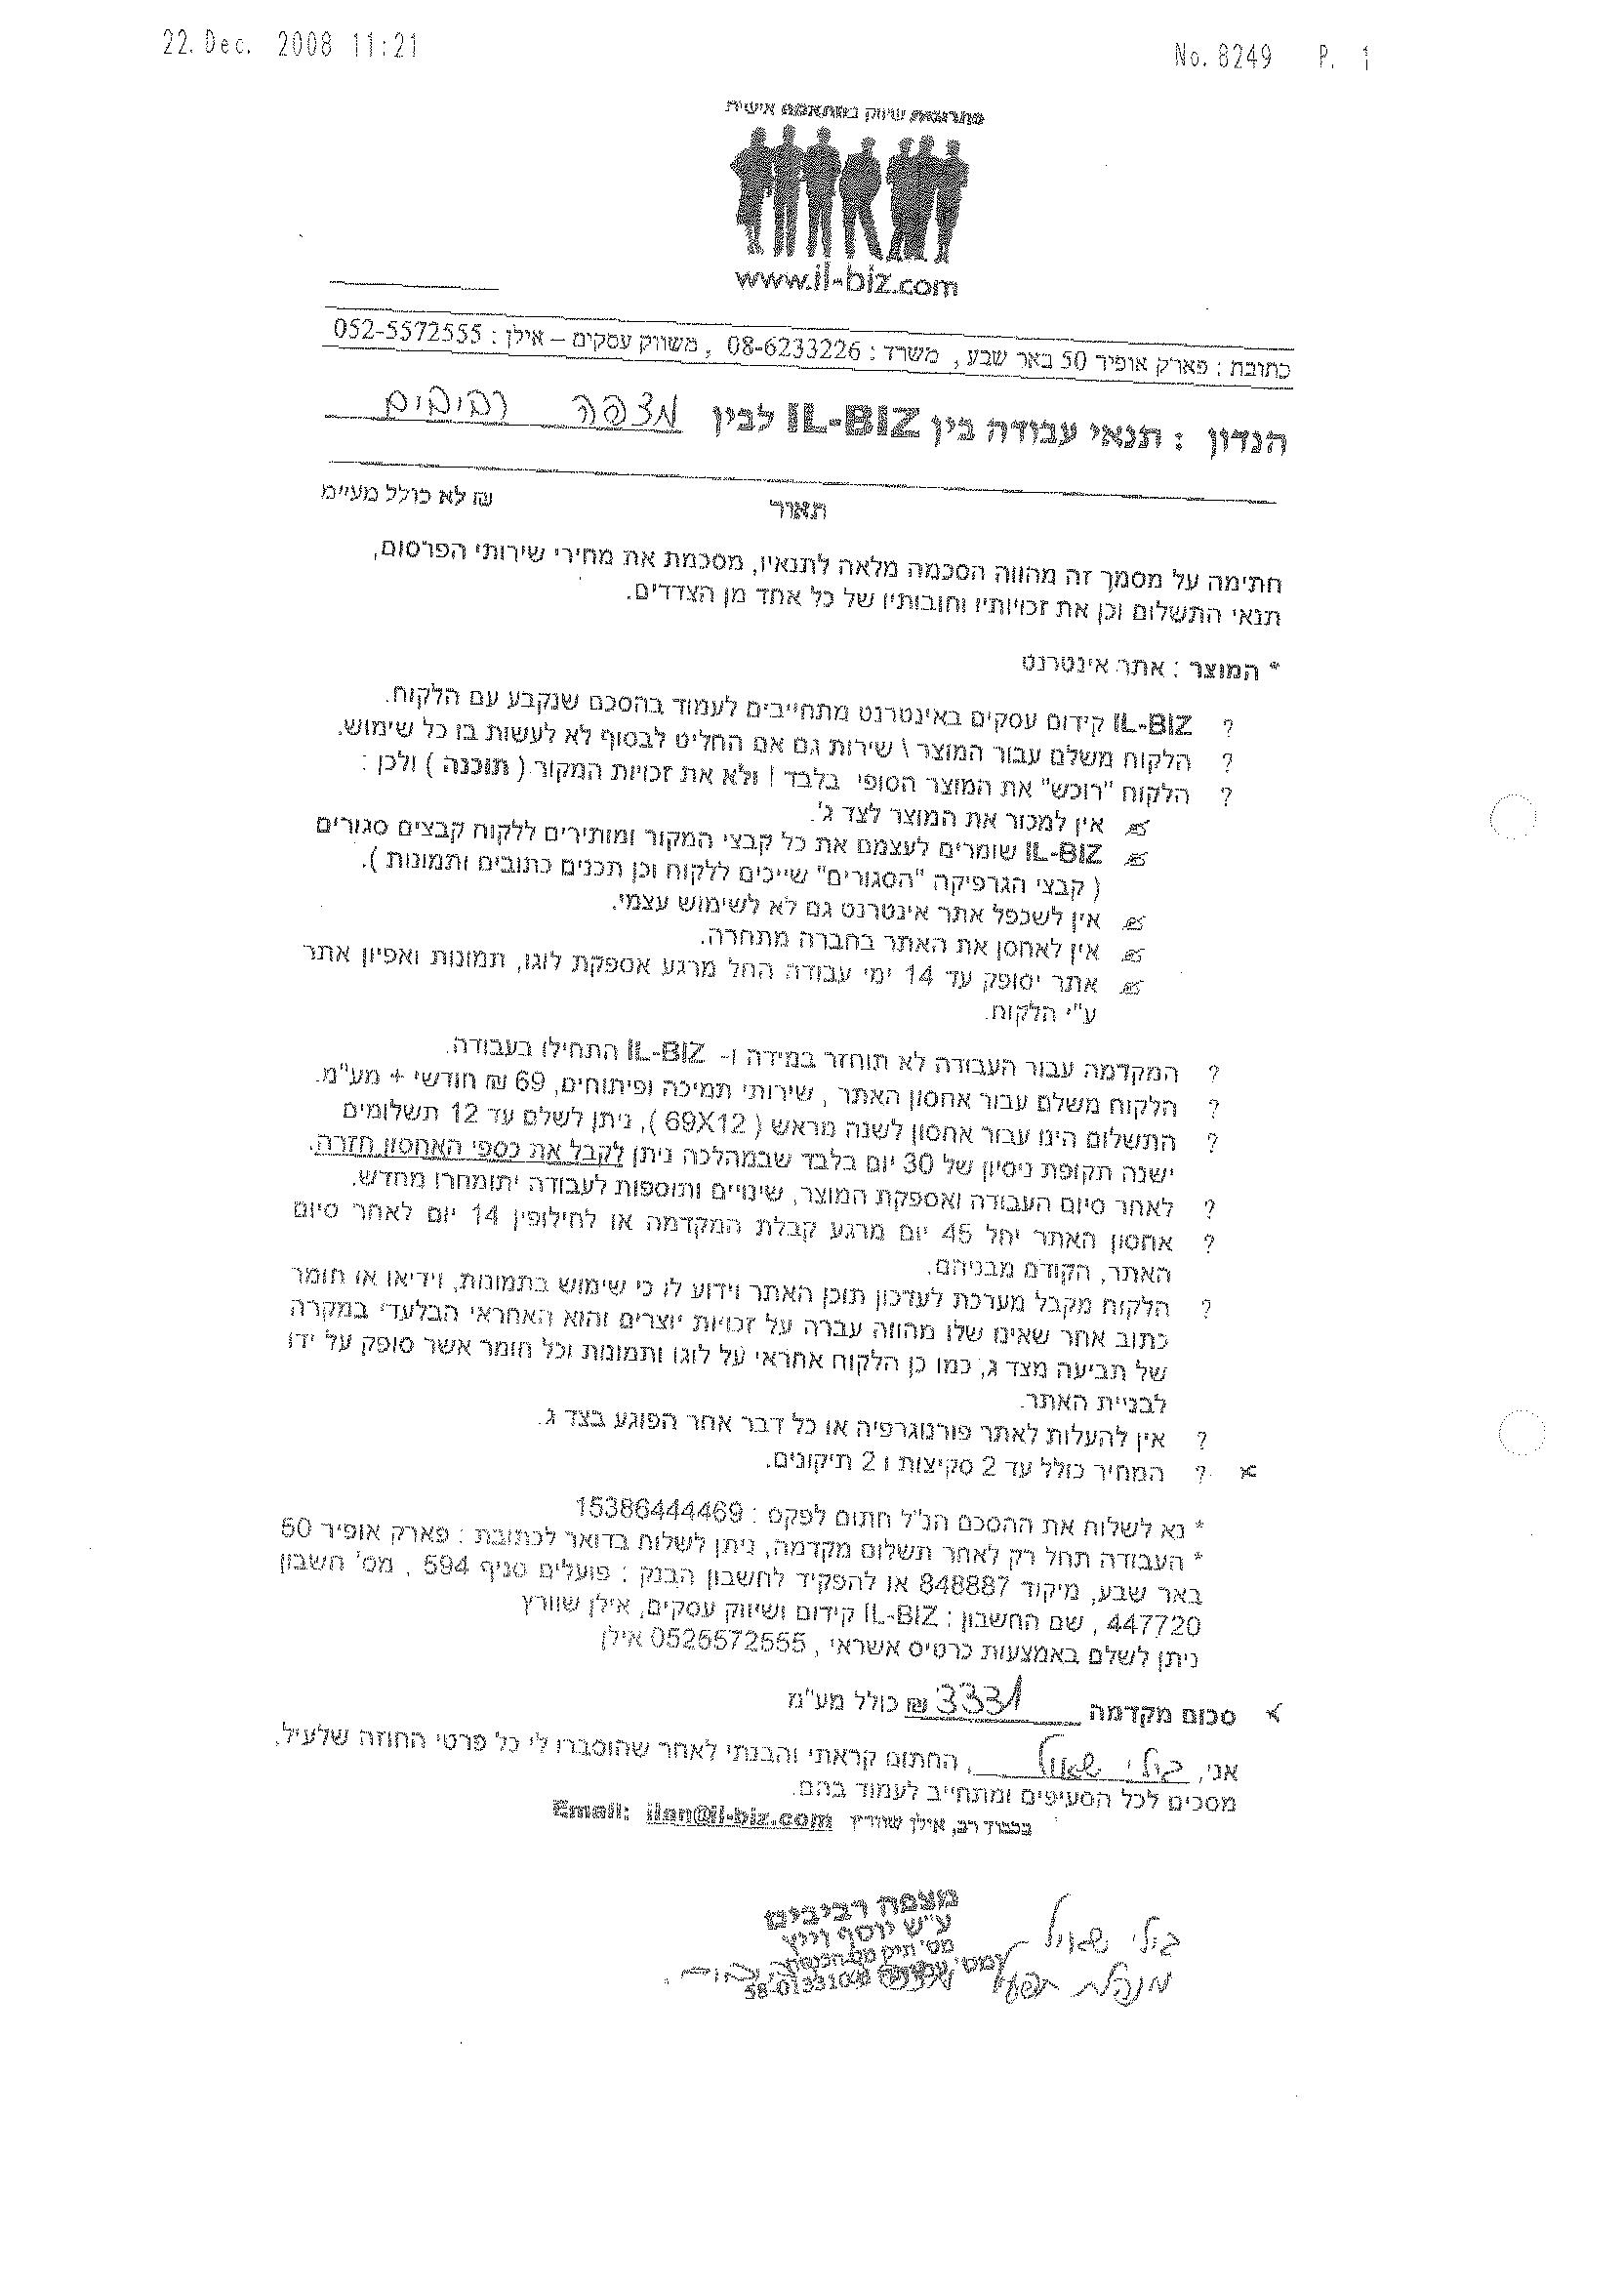 22. Dec. 2008 11:21
No. 8249 P. 1
פתרונות שיווק בהתאמה אישית
www.il-biz.com
כתובת : פארק אופיר 50 באר שבע , משרד : 08-6233226 , משווק עסקים – אילן : 052-5572555
הנדון : תנאי עבודה בין IL-BIZ לבין מצפה רביבים
תאור
₪ לא כולל מע״מ
חתימה על מסמך זה מהווה הסכמה מלאה לתנאיו, מסכמת את מחירי שירותי הפרסום,
תנאי התשלום וכן את זכויותיו וחובותיו של כל אחד מן הצדדים.
* המוצר : אתר אינטרנט
? IL-BIZ קידום עסקים באינטרנט מתחייבים לעמוד בהסכם שנקבע עם הלקוח.
? הלקוח משלם עבור המוצר \ שירות גם אם החליט לבסוף לא לעשות בו כל שימוש.
? הלקוח "רוכש" את המוצר הסופי בלבד ! ולא את זכויות המקור ( תוכנה ) ולכן :
אין למכור את המוצר לצד ג'.
IL-BIZ שומרים לעצמם את כל קבצי המקור ומותירים ללקוח קבצים סגורים
( קבצי הגרפיקה "הסגורים" שייכים ללקוח וכן תכנים כתובים ותמונות ).
אין לשכפל אתר אינטרנט גם לא לשימוש עצמי.
אין לאחסן את האתר בחברה מתחרה.
אתר יסופק עד 14 ימי עבודה החל מרגע אספקת לוגו, תמונות ואפיון אתר
ע"י הלקוח.
? המקדמה עבור העבודה לא תוחזר במידה ו- IL-BIZ התחילו בעבודה.
? הלקוח משלם עבור אחסון האתר , שירותי תמיכה ופיתוחים, 69 ₪ חודשי + מע"מ.
? התשלום הינו עבור אחסון לשנה מראש ( 69X12 ), ניתן לשלם עד 12 תשלומים
ישנה תקופת ניסיון של 30 יום בלבד שבמהלכה ניתן לקבל את כספי האחסון חזרה.
? לאחר סיום העבודה ואספקת המוצר, שינויים ותוספות לעבודה יתומחרו מחדש.
? אחסון האתר יחל 45 יום מרגע קבלת המקדמה או לחילופין 14 יום לאחר סיום
האתר, הקודם מבניהם.
? הלקוח מקבל מערכת לעדכון תוכן האתר וידוע לו כי שימוש בתמונות, וידיאו או חומר
כתוב אחר שאינו שלו מהווה עברה על זכויות יוצרים והוא האחראי הבלעדי במקרה
של תביעה מצד ג, כמו כן הלקוח אחראי על לוגו ותמונות וכל חומר אשר סופק על ידו
לבניית האתר.
? אין להעלות לאתר פורנוגרפיה או כל דבר אחר הפוגע בצד ג.
? המחיר כולל עד 2 סקיצות ו 2 תיקונים.
* נא לשלוח את ההסכם הנ"ל חתום לפקס : 15386444469
* העבודה תחל רק לאחר תשלום מקדמה, ניתן לשלוח בדואר לכתובת : פארק אופיר 50
באר שבע, מיקוד 848887 או להפקיד לחשבון הבנק : פועלים סניף 594 , מס' חשבון
447720 , שם החשבון : IL-BIZ קידום ושיווק עסקים, אילן שוורץ
ניתן לשלם באמצעות כרטיס אשראי , 0525572555 אילן
סכום מקדמה 3331 ₪ כולל מע"מ
אני, גולי שאול, החתום קראתי והבנתי לאחר שהוסברו לי כל פרטי החוזה שלעיל,
מסכים לכל הסעיפים ומתחייב לעמוד בהם.
בכבוד רב, אילן שוורץ Email: ilan@il-biz.com
מצפה רביבים
ע"ש יוסף וייץ
גולי שאול
מנהלת